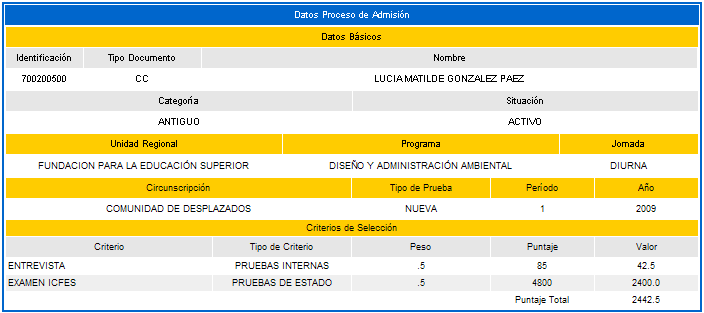 Datos Proceso de Admisión
Datos Básicos
Identificación Tipo Documento Nombre
700200500 CC LUCIA MATILDE GONZALEZ PAEZ
Categoría Situación
ANTIGUO ACTIVO
Unidad Regional Programa Jornada
FUNDACION PARA LA EDUCACIÓN SUPERIOR DISEÑO Y ADMINISTRACIÓN AMBIENTAL DIURNA
Circunscripción Tipo de Prueba Período Año
COMUNIDAD DE DESPLAZADOS NUEVA 1 2009
Criterios de Selección
Criterio Tipo de Criterio Peso Puntaje Valor
ENTREVISTA PRUEBAS INTERNAS .5 85 42.5
EXAMEN ICFES PRUEBAS DE ESTADO .5 4800 2400.0
Puntaje Total 2442.5